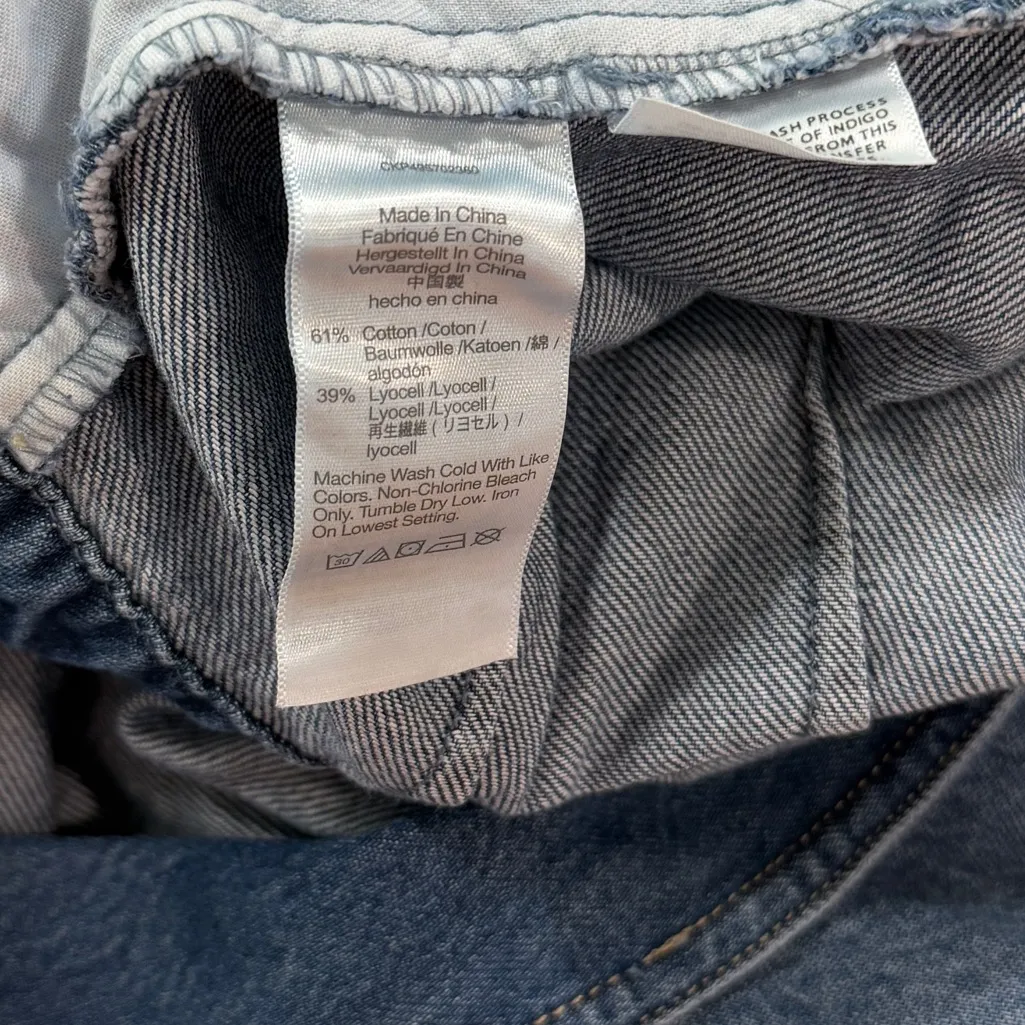 Made In China
Fabriqué En Chine
Hergestellt In China
Vervaardigd In China
中国製
hecho en china
61% Cotton /Coton /
Baumwolle /Katoen /綿 /
algodón
39% Lyocell /Lyocell /
Lyocell /Lyocell /
再生繊維 ( リヨセル ) /
lyocell
Machine Wash Cold With Like
Colors. Non-Chlorine Bleach
Only. Tumble Dry Low. Iron
On Lowest Setting.
30
PROCESS
OF INDIGO
FROM THIS